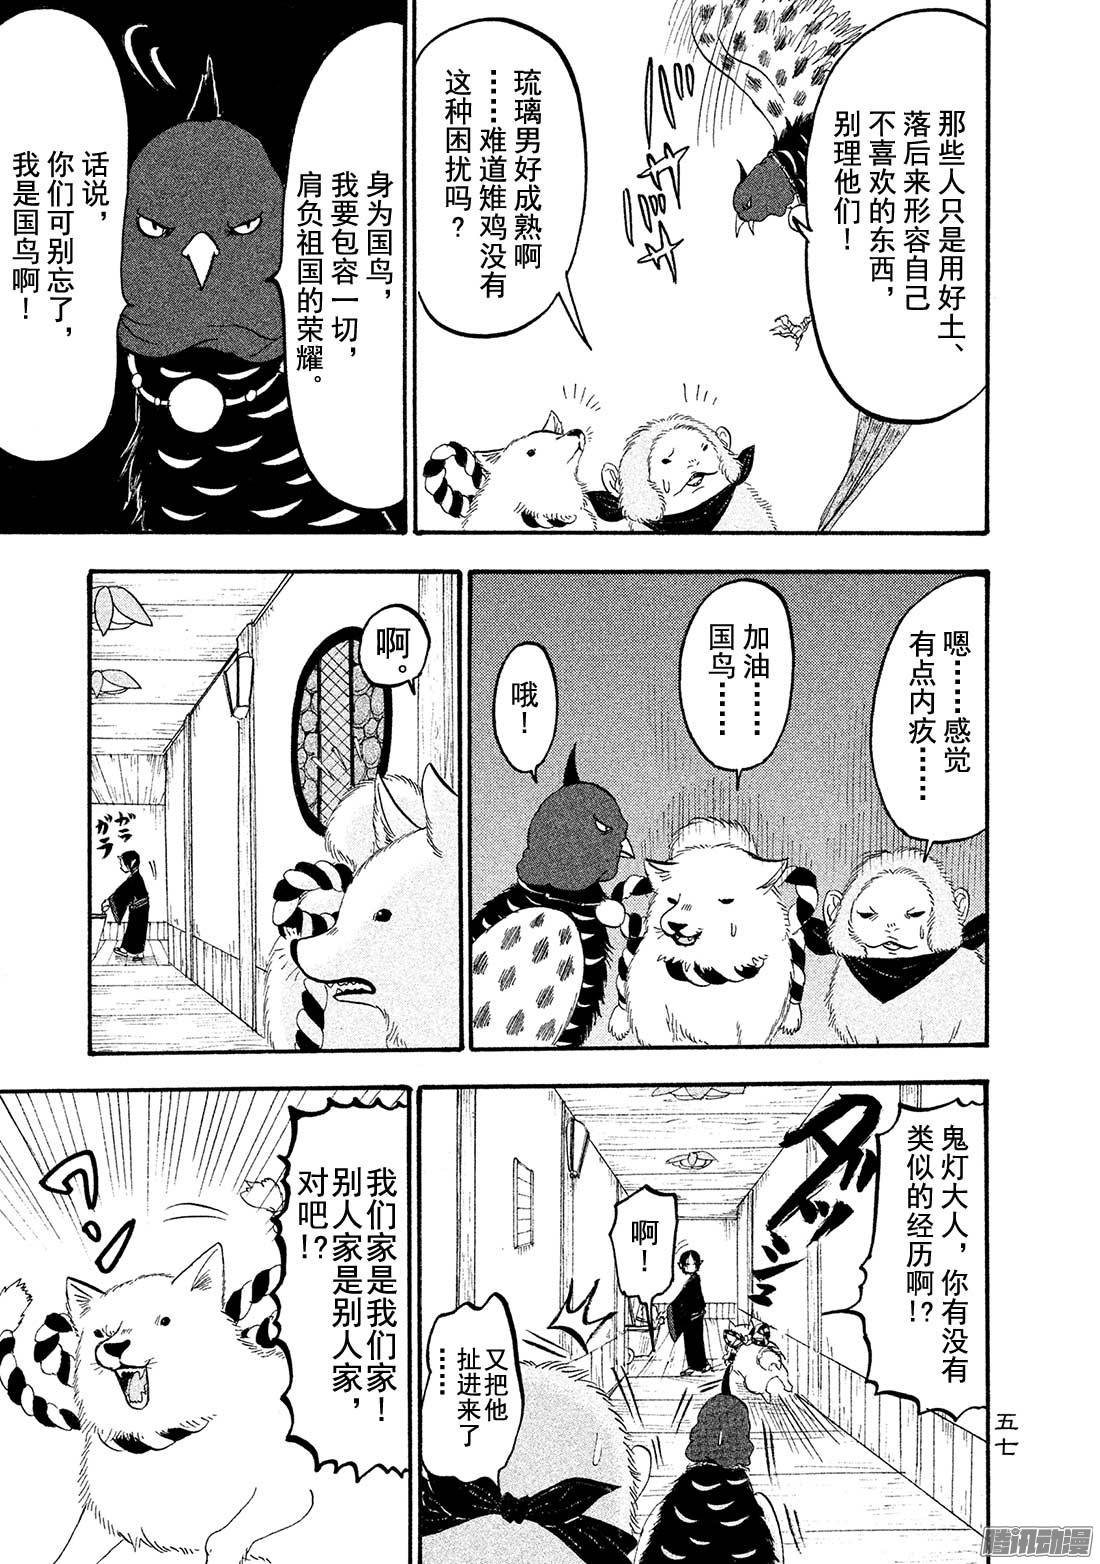 那些人只是用好土、
落后来形容自己
不喜欢的东西，
别理他们！
琉璃男好成熟啊
……难道雉鸡没有
这种困扰吗？
身为国鸟，
我要包容一切，
肩负祖国的荣耀。
话说，
你们可别忘了，
我是国鸟啊！
嗯……感觉
有点内疚……
加油……
国鸟……
哦！
啊。
ガラ
ガラ
鬼灯大人，你有没有
类似的经历啊！？
ダッ
啊！
又把他
扯进来了
……
我们家是我们家！
别人家是别人家，
对吧！？
五七
腾讯动漫